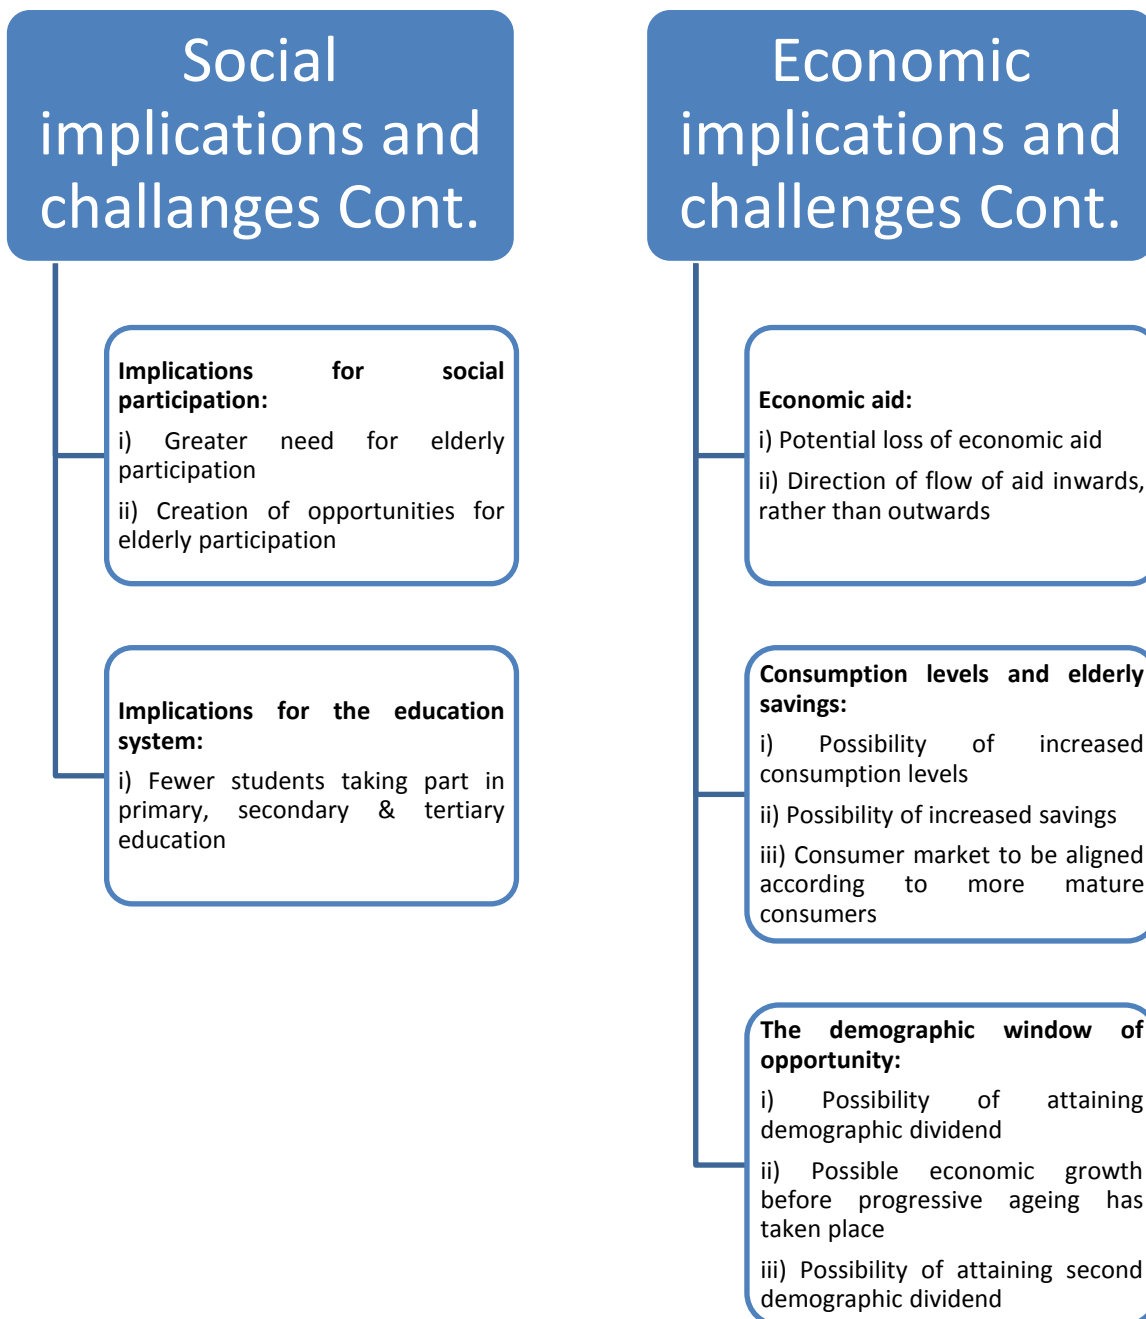 Social
implications and
challanges Cont.
Implications for social
participation:
i) Greater need for elderly
participation
ii) Creation of opportunities for
elderly participation
Implications for the education
system:
i) Fewer students taking part in
primary, secondary & tertiary
education
Economic
implications and
challenges Cont.
Economic aid:
i) Potential loss of economic aid
ii) Direction of flow of aid inwards,
rather than outwards
Consumption levels and elderly
savings:
i) Possibility of increased
consumption levels
ii) Possibility of increased savings
iii) Consumer market to be aligned
according to more mature
consumers
The demographic window of
opportunity:
i) Possibility of attaining
demographic dividend
ii) Possible economic growth
before progressive ageing has
taken place
iii) Possibility of attaining second
demographic dividend